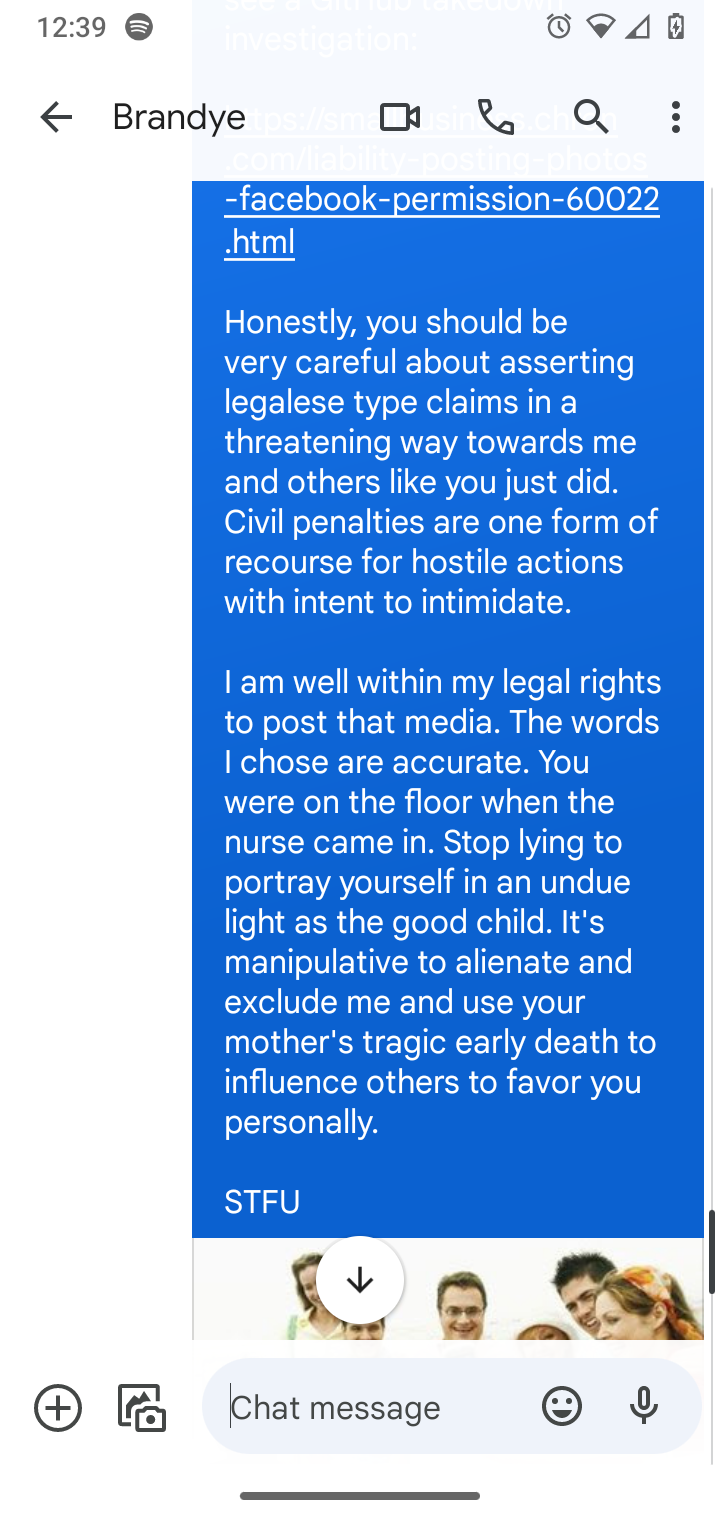 12:39
see a GitHub takedown
investigation:
Brandye
.com/liability-posting-photos
-facebook-permission-60022
.html
Honestly, you should be
very careful about asserting
legalese type claims in a
threatening way towards me
and others like you just did.
Civil penalties are one form of
recourse for hostile actions
with intent to intimidate.
I am well within my legal rights
to post that media. The words
I chose are accurate. You
were on the floor when the
nurse came in. Stop lying to
portray yourself in an undue
light as the good child. It's
manipulative to alienate and
exclude me and use your
mother's tragic early death to
influence others to favor you
personally.
STFU
Chat message